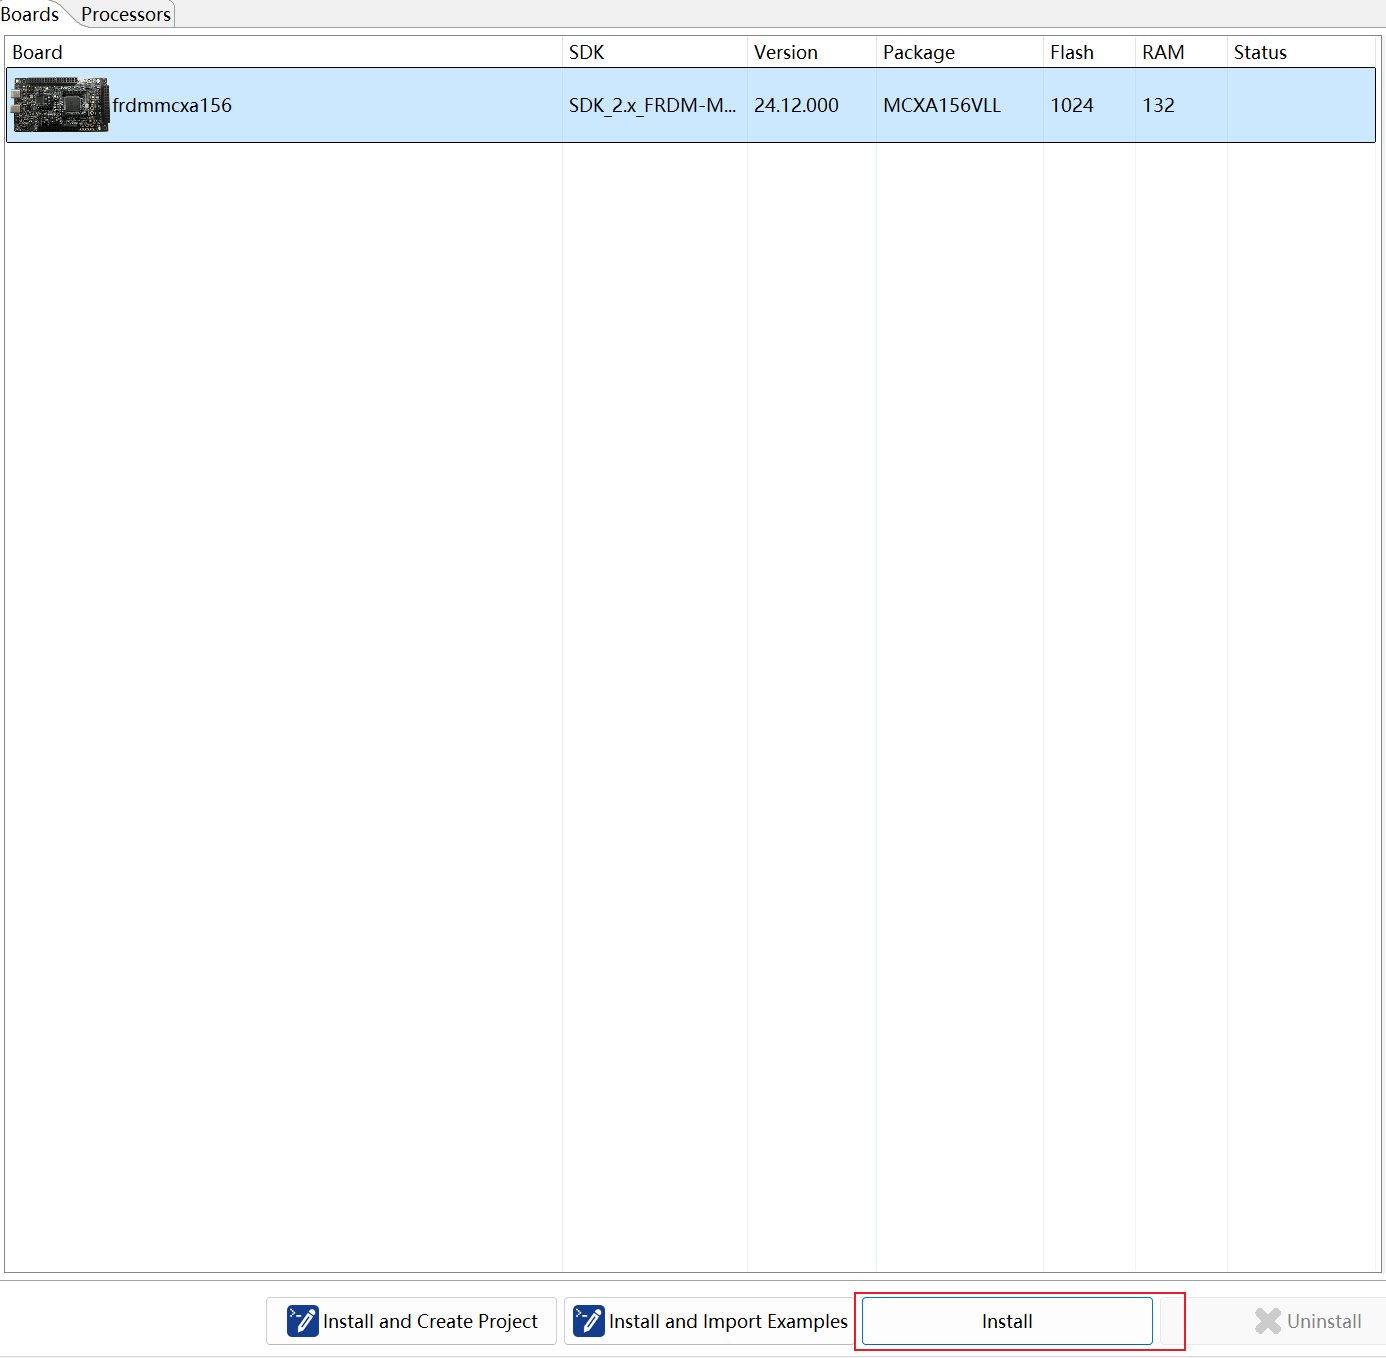 Boards Processors
Board SDK Version Package Flash RAM Status
frdmmcxa156 SDK_2.x_FRDM-M... 24.12.000 MCXA156VLL 1024 132
Install and Create Project Install and Import Examples Install Uninstall